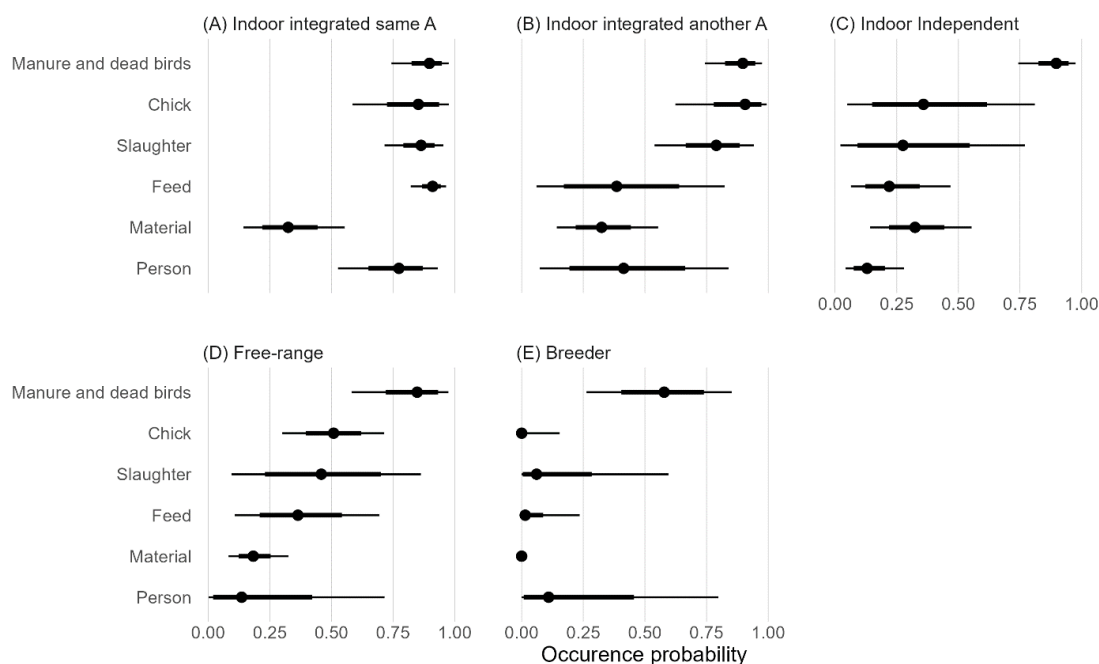 (A) Indoor integrated same A
(B) Indoor integrated another A
(C) Indoor Independent
Manure and dead birds
Chick
Slaughter
Feed
Material
Person
0.00 0.25 0.50 0.75 1.00
(D) Free-range
(E) Breeder
Manure and dead birds
Chick
Slaughter
Feed
Material
Person
0.00 0.25 0.50 0.75 1.00
0.00 0.25 0.50 0.75 1.00
Occurence probability